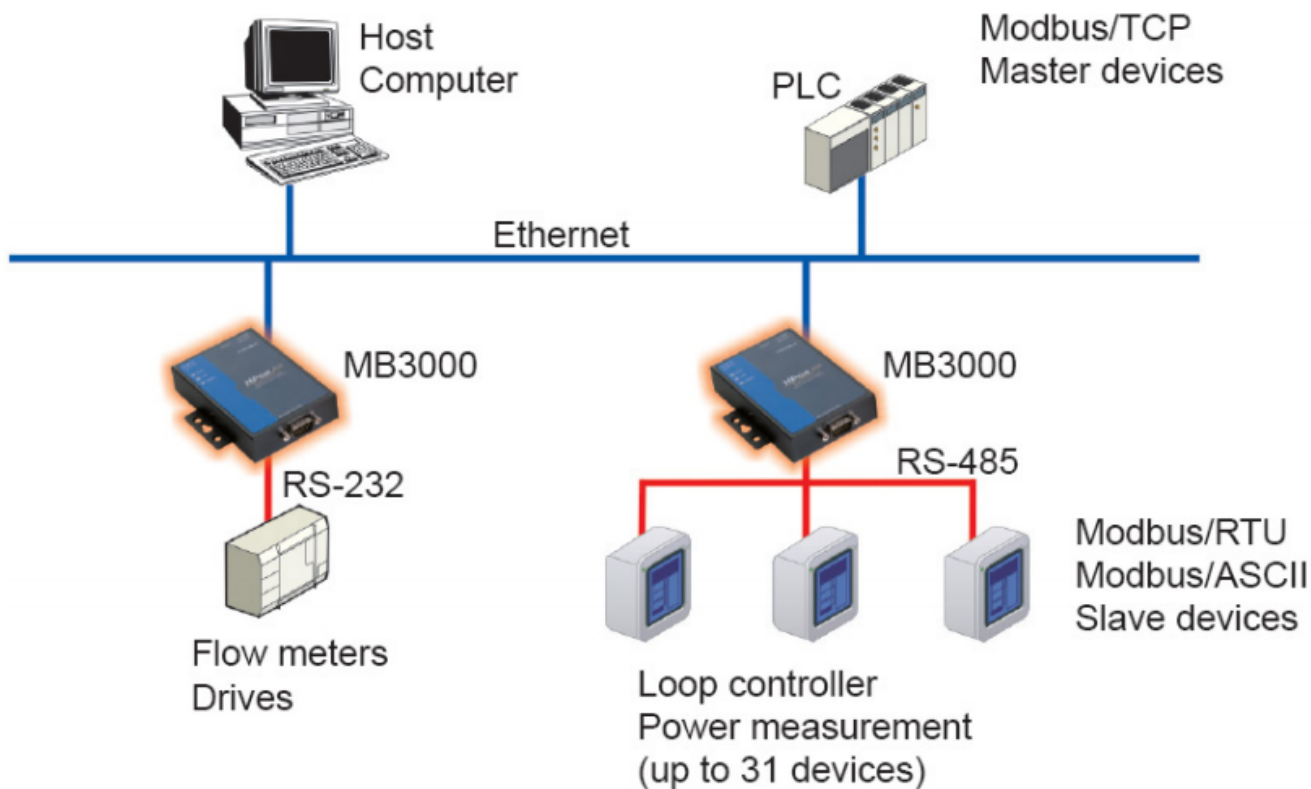 Host
Computer
Modbus/TCP
Master devices
PLC
Ethernet
MB3000
MB3000
RS-232
RS-485
Flow meters
Drives
Loop controller
Power measurement
(up to 31 devices)
Modbus/RTU
Modbus/ASCII
Slave devices